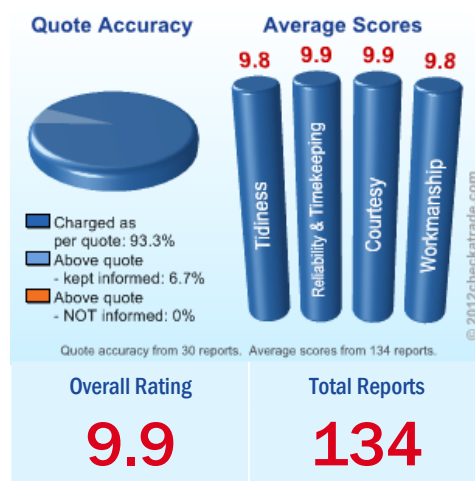 Quote Accuracy
Average Scores
9.8
9.9
9.9
9.8
Tidiness
Reliability & Timekeeping
Courtesy
Workmanship
Charged as
per quote: 93.3%
Above quote
- kept informed: 6.7%
Above quote
- NOT informed: 0%
© 2012checkatrade.com
Quote accuracy from 30 reports. Average scores from 134 reports.
Overall Rating
Total Reports
9.9
134